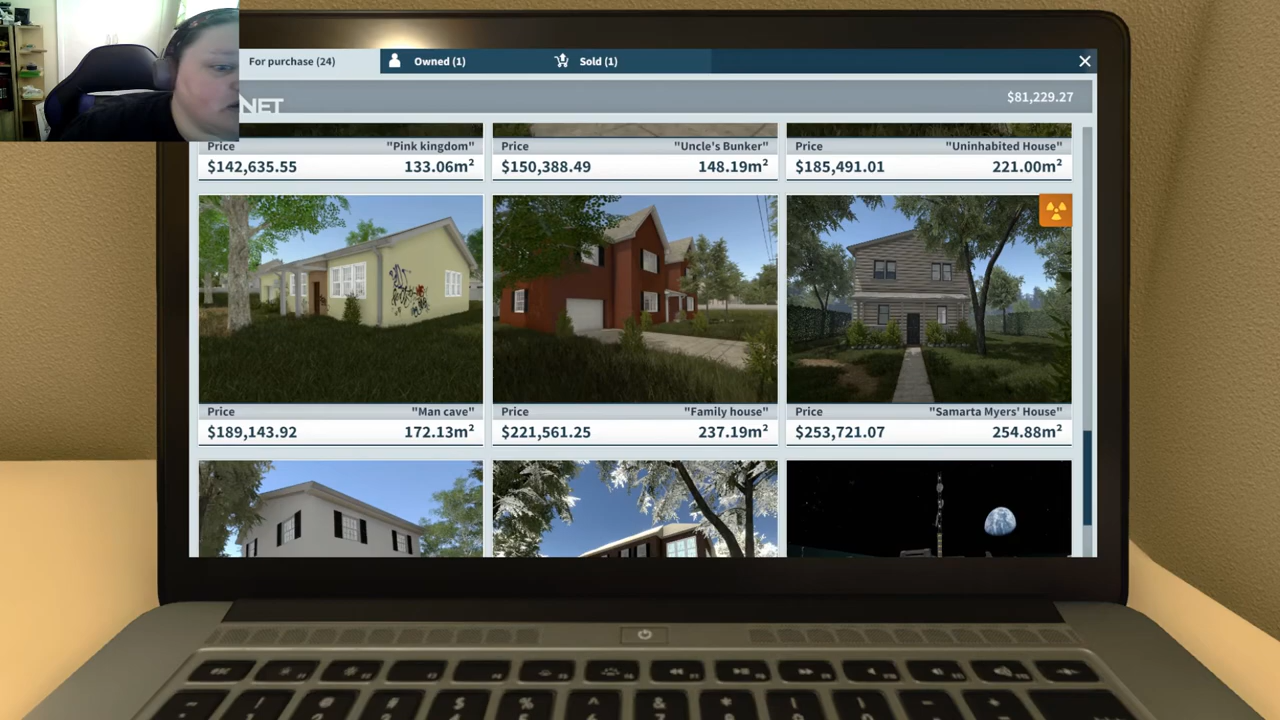 For purchase (24)
Owned (1)
Sold (1)
NET
$81,229.27
Price "Pink kingdom"
$142,635.55 133.06m²
Price "Uncle's Bunker"
$150,388.49 148.19m²
Price "Uninhabited House"
$185,491.01 221.00m²
Price "Man cave"
$189,143.92 172.13m²
Price "Family house"
$221,561.25 237.19m²
Price "Samarta Myers' House"
$253,721.07 254.88m²